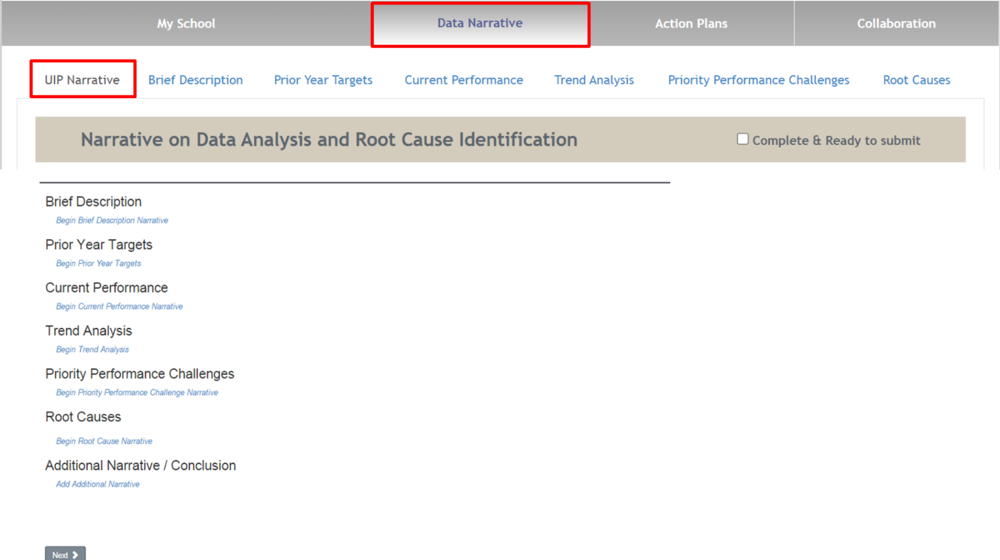 My School Data Narrative Action Plans Collaboration
UIP Narrative Brief Description Prior Year Targets Current Performance Trend Analysis Priority Performance Challenges Root Causes
Narrative on Data Analysis and Root Cause Identification Complete & Ready to submit
Brief Description
Begin Brief Description Narrative
Prior Year Targets
Begin Prior Year Targets
Current Performance
Begin Current Performance Narrative
Trend Analysis
Begin Trend Analysis
Priority Performance Challenges
Begin Priority Performance Challenge Narrative
Root Causes
Begin Root Cause Narrative
Additional Narrative / Conclusion
Add Additional Narrative
Next